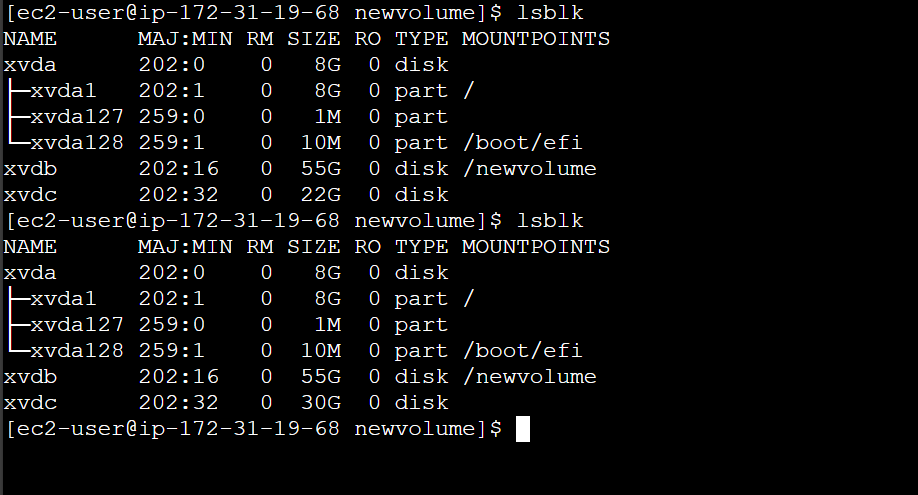 [ec2-user@ip-172-31-19-68 newvolume]$ lsblk
NAME      MAJ:MIN RM SIZE RO TYPE MOUNTPOINTS
xvda      202:0    0   8G  0 disk
├─xvda1   202:1    0   8G  0 part /
├─xvda127 259:0    0   1M  0 part
└─xvda128 259:1    0  10M  0 part /boot/efi
xvdb      202:16   0  55G  0 disk /newvolume
xvdc      202:32   0  22G  0 disk
[ec2-user@ip-172-31-19-68 newvolume]$ lsblk
NAME      MAJ:MIN RM SIZE RO TYPE MOUNTPOINTS
xvda      202:0    0   8G  0 disk
├─xvda1   202:1    0   8G  0 part /
├─xvda127 259:0    0   1M  0 part
└─xvda128 259:1    0  10M  0 part /boot/efi
xvdb      202:16   0  55G  0 disk /newvolume
xvdc      202:32   0  30G  0 disk
[ec2-user@ip-172-31-19-68 newvolume]$